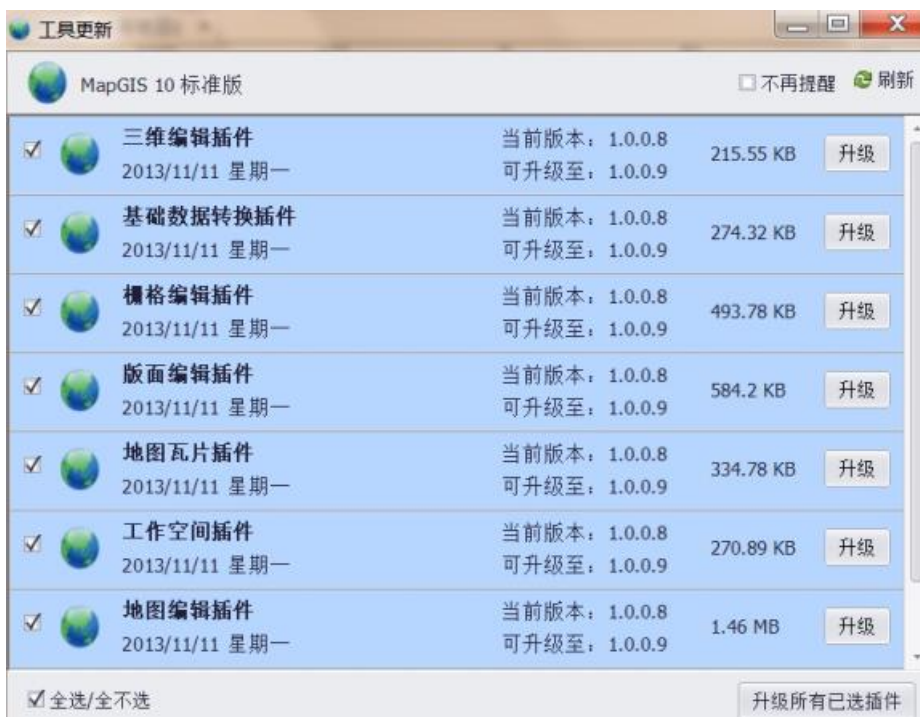 工具更新
MapGIS 10 标准版
不再提醒 刷新
三维编辑插件 当前版本：1.0.0.8
2013/11/11 星期一 可升级至：1.0.0.9
215.55 KB 升级
基础数据转换插件 当前版本：1.0.0.8
2013/11/11 星期一 可升级至：1.0.0.9
274.32 KB 升级
栅格编辑插件 当前版本：1.0.0.8
2013/11/11 星期一 可升级至：1.0.0.9
493.78 KB 升级
版面编辑插件 当前版本：1.0.0.8
2013/11/11 星期一 可升级至：1.0.0.9
584.2 KB 升级
地图瓦片插件 当前版本：1.0.0.8
2013/11/11 星期一 可升级至：1.0.0.9
334.78 KB 升级
工作空间插件 当前版本：1.0.0.8
2013/11/11 星期一 可升级至：1.0.0.9
270.89 KB 升级
地图编辑插件 当前版本：1.0.0.8
2013/11/11 星期一 可升级至：1.0.0.9
1.46 MB 升级
全选/全不选 升级所有已选插件